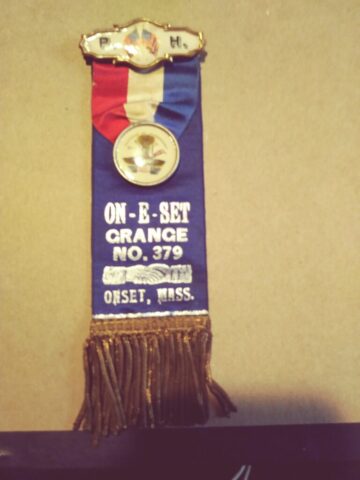 P. H.
ON-E-SET
GRANGE
NO. 379
ONSET, MASS.